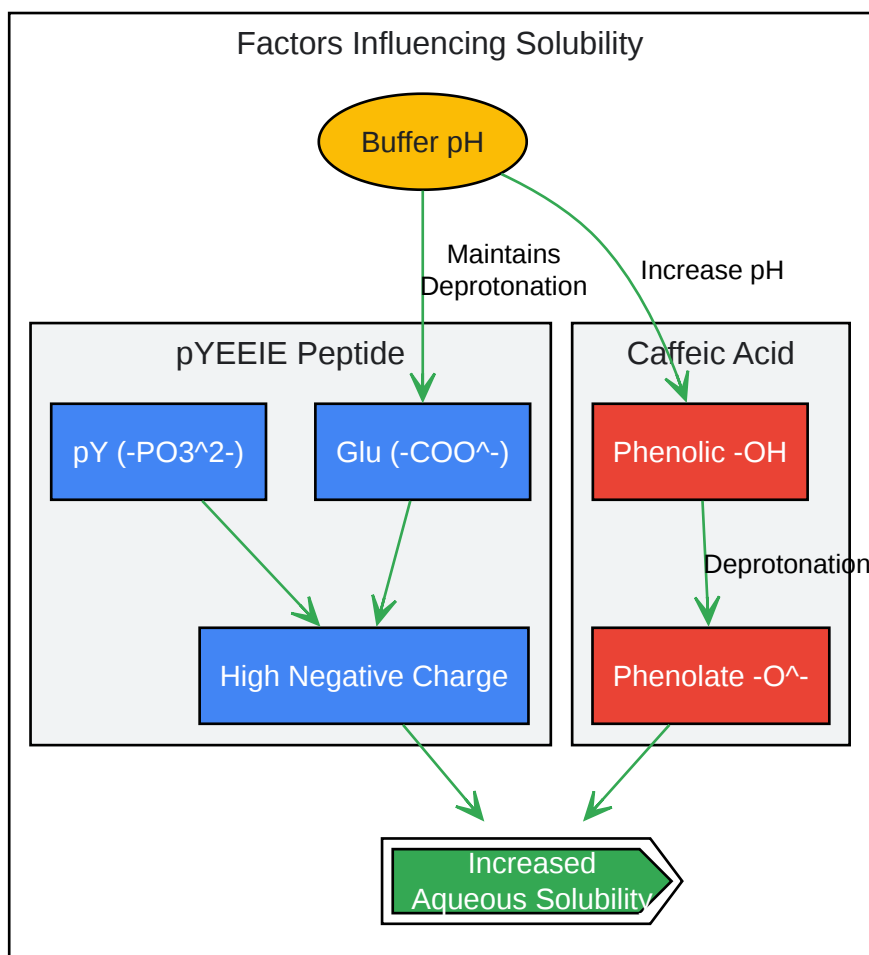 Factors Influencing Solubility
Buffer pH
Maintains
Deprotonation
Increase pH
pYEEIE Peptide
Caffeic Acid
pY (-PO3^2-)
Glu (-COO^-)
Phenolic -OH
Deprotonation
High Negative Charge
Phenolate -O^-
Increased
Aqueous Solubility